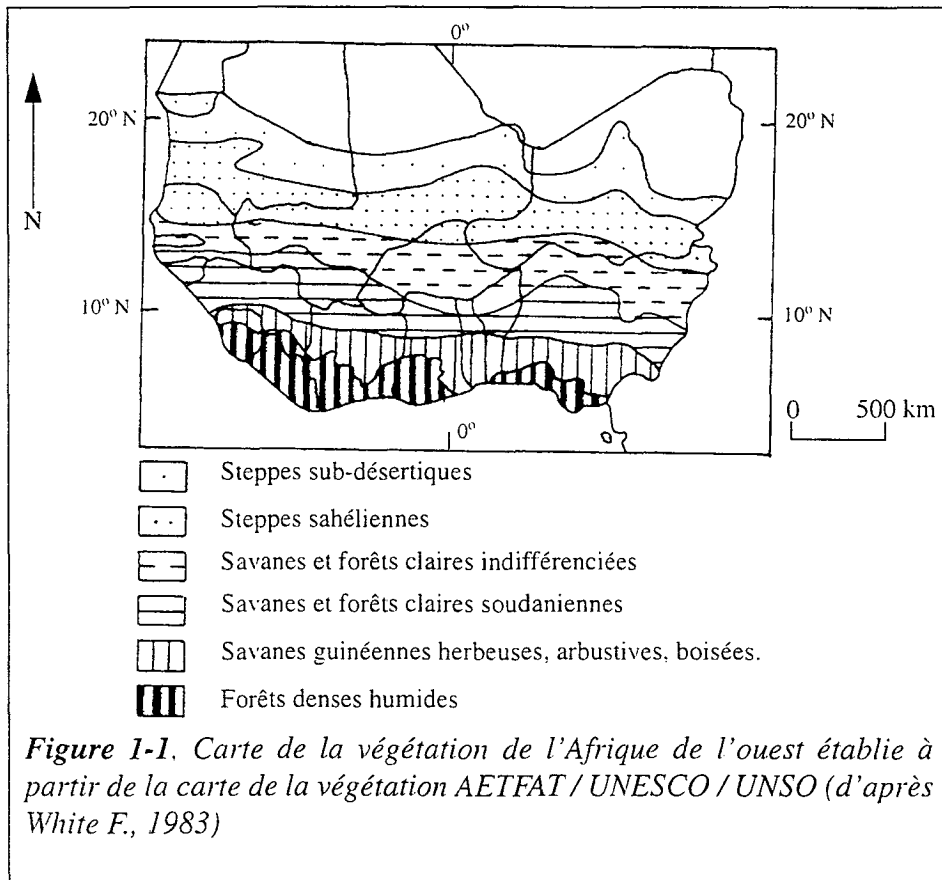 0° 
20° N
20° N
N
10° N
10° N
0 500 km
0°
Steppes sub-désertiques
Steppes sahéliennes
Savanes et forêts claires indifférenciées
Savanes et forêts claires soudaniennes
Savanes guinéennes herbeuses, arbustives, boisées.
Forêts denses humides
Figure 1-1. Carte de la végétation de l'Afrique de l'ouest établie à
partir de la carte de la végétation AETFAT / UNESCO / UNSO (d'après
White F., 1983)